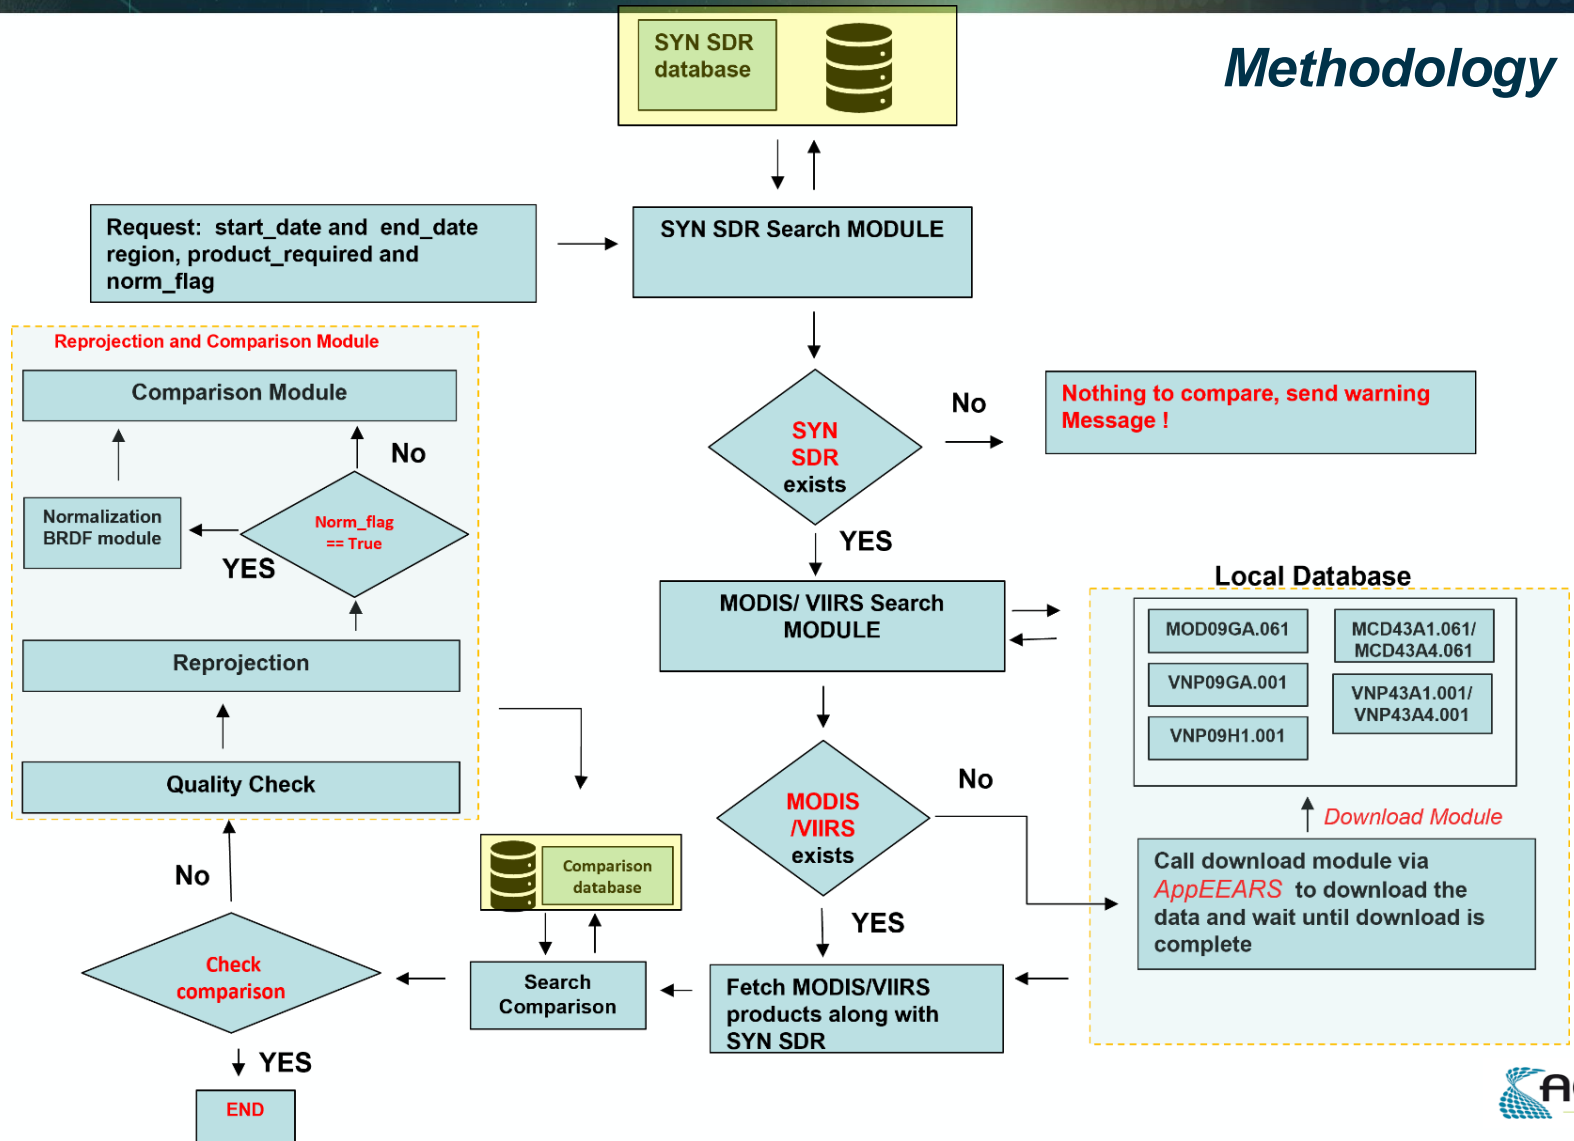 Methodology
SYN SDR
database
Request:  start_date and  end_date
region, product_required and
norm_flag
SYN SDR Search MODULE
Reprojection and Comparison Module
Comparison Module
No
Normalization
BRDF module
YES
Norm_flag
== True
Reprojection
Quality Check
No
Check
comparison
YES
END
SYN
SDR
exists
No
Nothing to compare, send warning
Message !
YES
MODIS/ VIIRS Search
MODULE
Local Database
MOD09GA.061
MCD43A1.061/
MCD43A4.061
VNP09GA.001
VNP43A1.001/
VNP43A4.001
VNP09H1.001
Download Module
Call download module via
AppEEARS  to download the
data and wait until download is
complete
MODIS
/VIIRS
exists
No
YES
Comparison
database
Search
Comparison
Fetch MODIS/VIIRS
products along with
SYN SDR